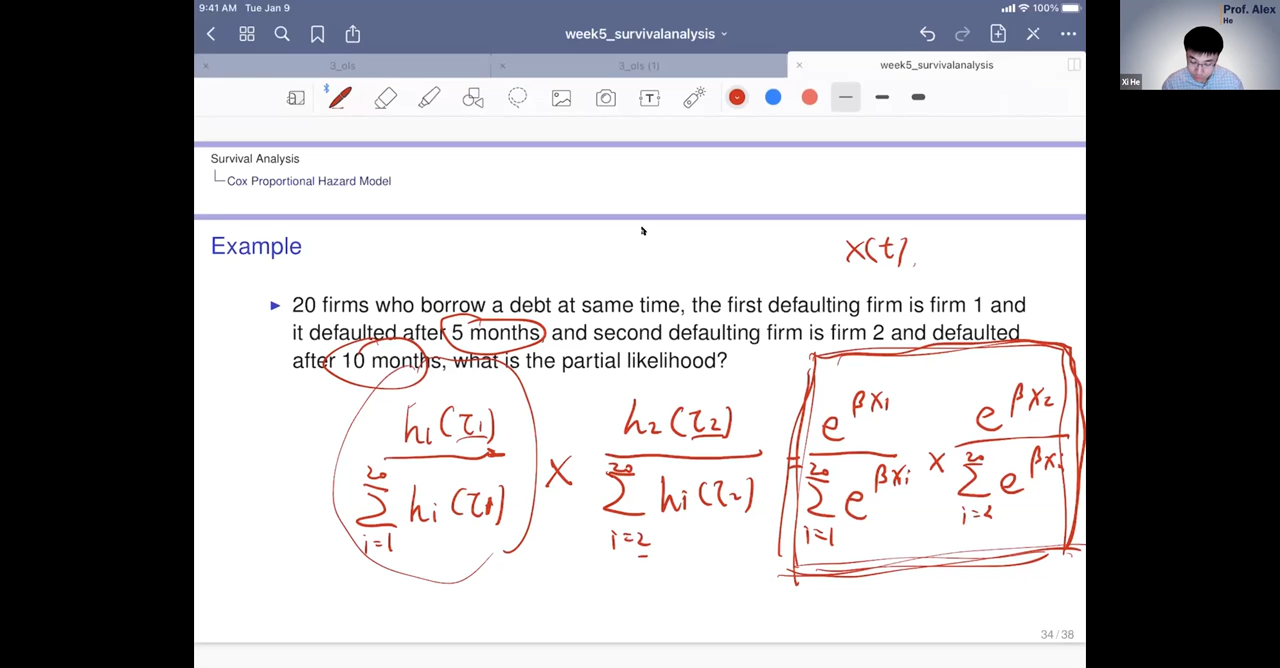 9:41 AM Tue Jan 9
100%
week5_survivalanalysis
3_ols
3_ols (1)
week5_survivalanalysis
Prof. Alex
He
Xi He
Survival Analysis
Cox Proportional Hazard Model
Example
x(t)
20 firms who borrow a debt at same time, the first defaulting firm is firm 1 and
it defaulted after 5 months, and second defaulting firm is firm 2 and defaulted
after 10 months, what is the partial likelihood?
h₁(τ₁) / ∑_{i=1}^{20} hᵢ(τ₁) × h₂(τ₂) / ∑_{i=2}^{20} hᵢ(τ₂) = e^{βx₁} / ∑_{i=1}^{20} e^{βxᵢ} × e^{βx₂} / ∑_{i=2}^{20} e^{βxᵢ}
34 / 38